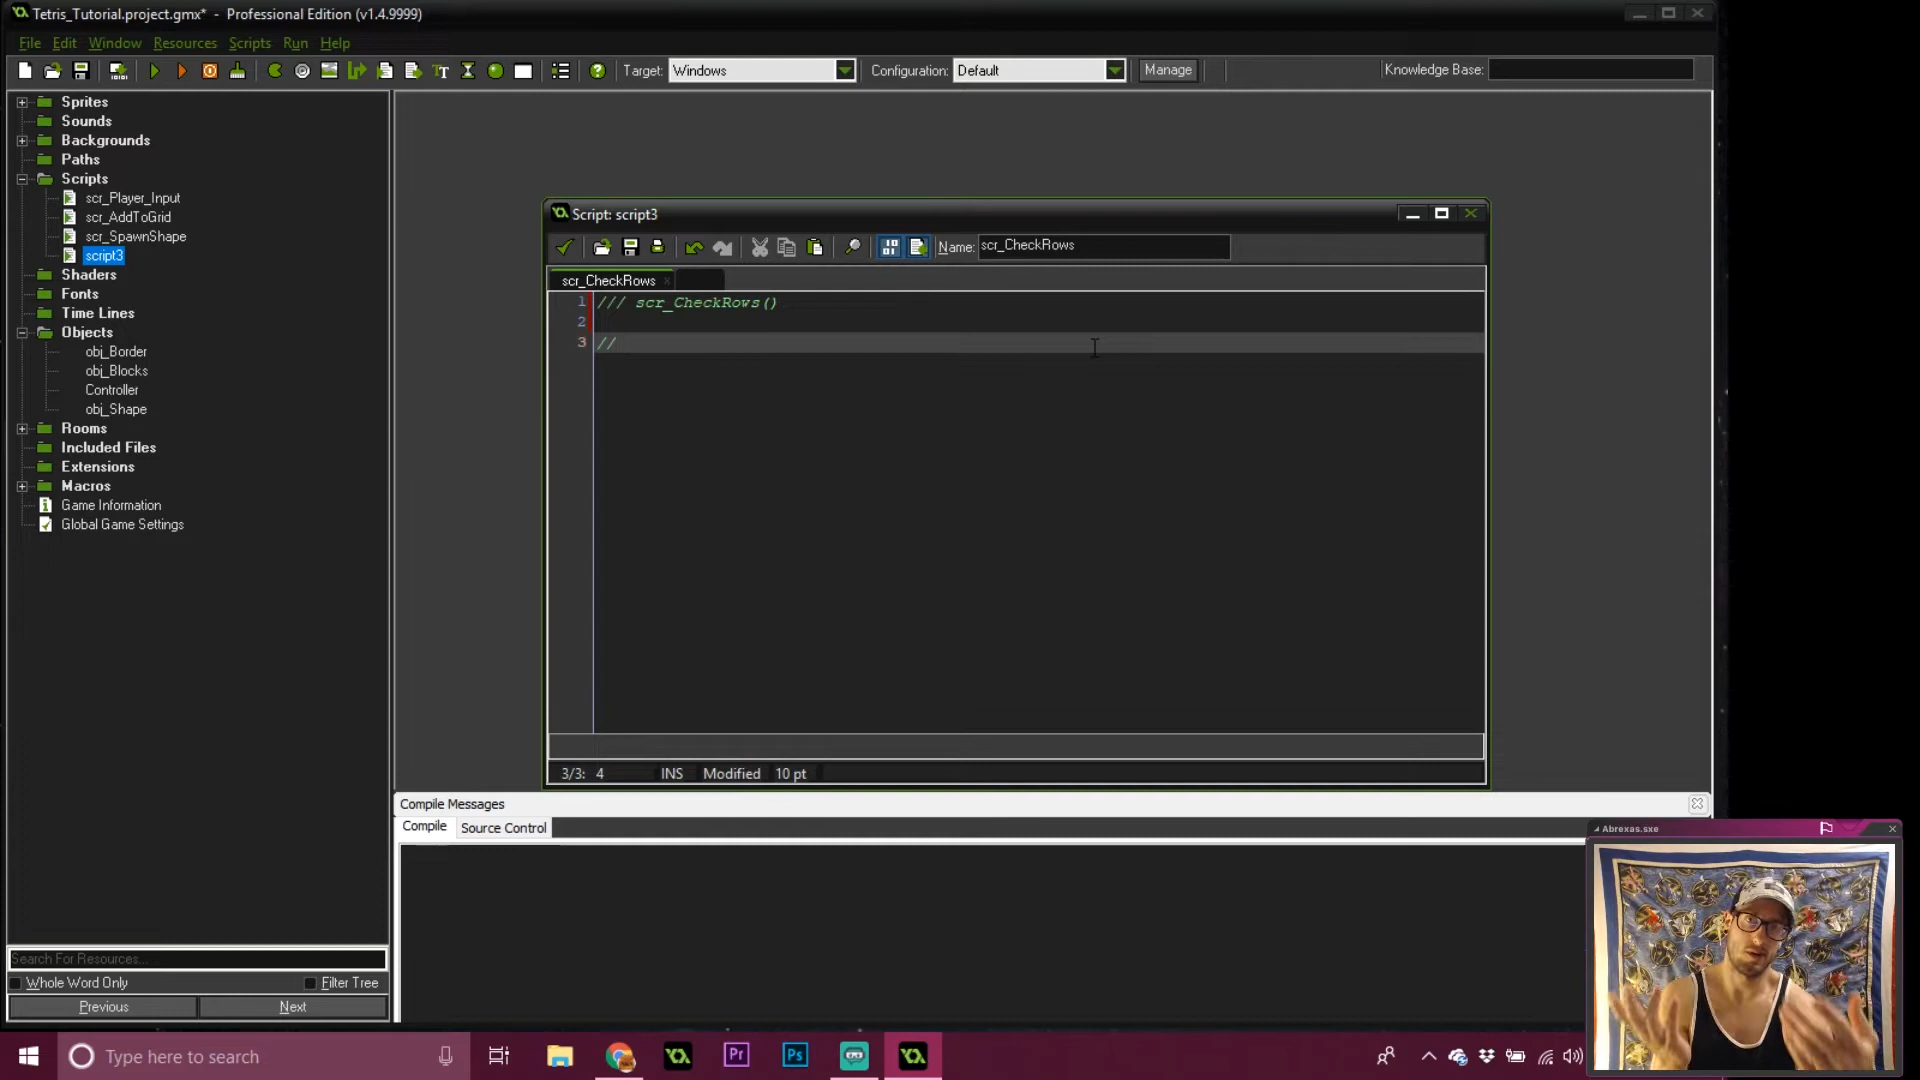 Tetris_Tutorial.project.gmx* - Professional Edition (v1.4.9999)
File Edit Window Resources Scripts Run Help
Target: Windows Configuration: Default Manage Knowledge Base:
Sprites
Sounds
Backgrounds
Paths
Scripts
scr_Player_Input
scr_AddToGrid
scr_SpawnShape
script3
Shaders
Fonts
Time Lines
Objects
obj_Border
obj_Blocks
Controller
obj_Shape
Rooms
Included Files
Extensions
Macros
Game Information
Global Game Settings
Search For Resources...
Whole Word Only Filter Tree
Previous Next
Script: script3
Name: scr_CheckRows
scr_CheckRows
1 /// scr_CheckRows()
2
3 //
3/3: 4 INS Modified 10 pt
Compile Messages
Compile Source Control
Abrexas.sxe
Type here to search
Pr Ps